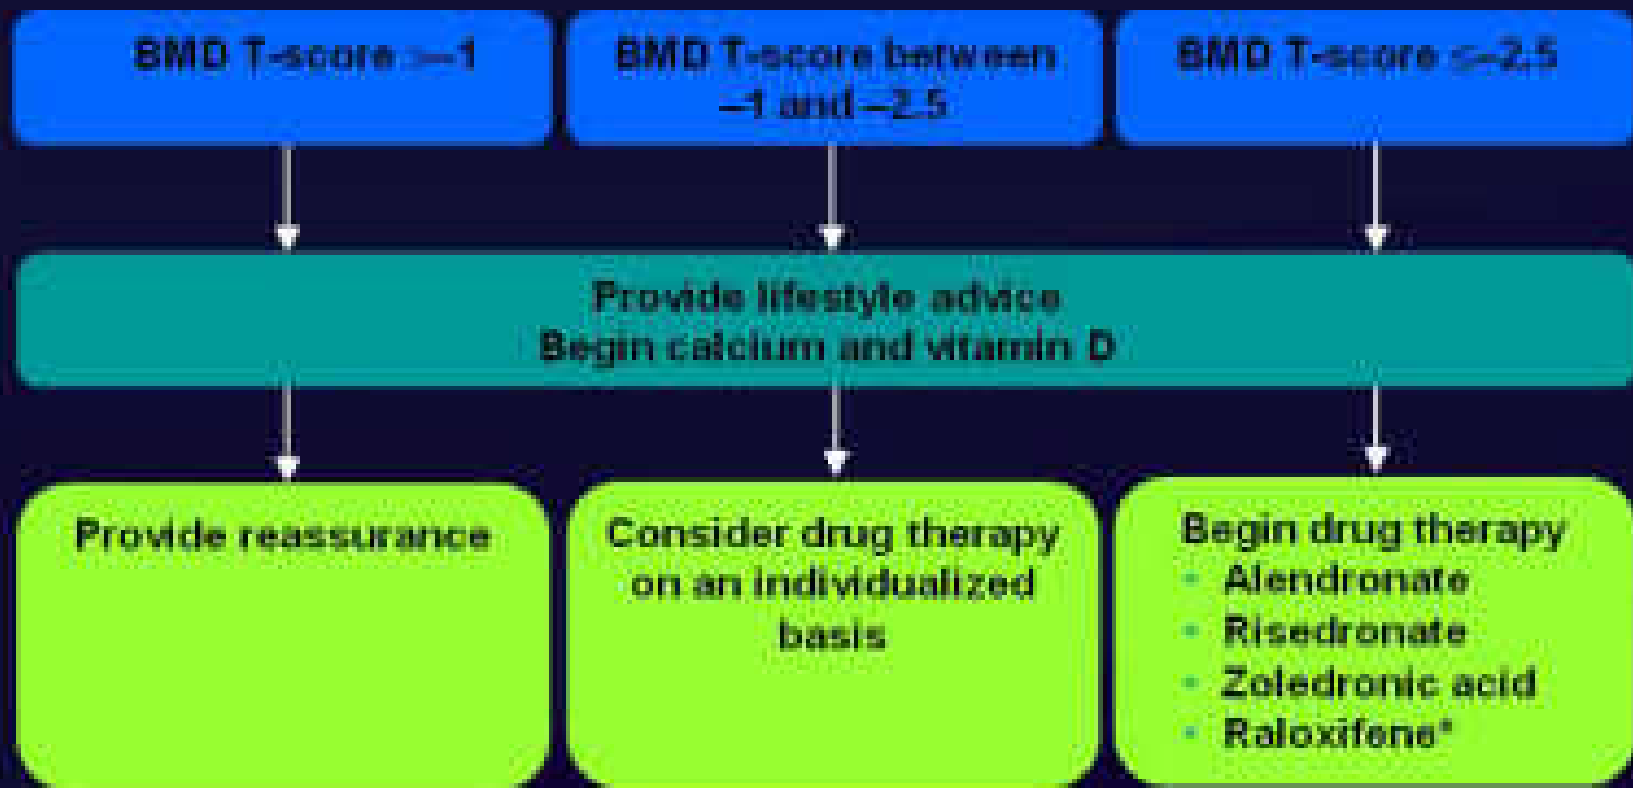 BMD T-score >–1
BMD T-score between
–1 and –2.5
BMD T-score ≤–2.5
Provide lifestyle advice
Begin calcium and vitamin D
Provide reassurance
Consider drug therapy
on an individualized
basis
Begin drug therapy
• Alendronate
• Risedronate
• Zoledronic acid
• Raloxifene*